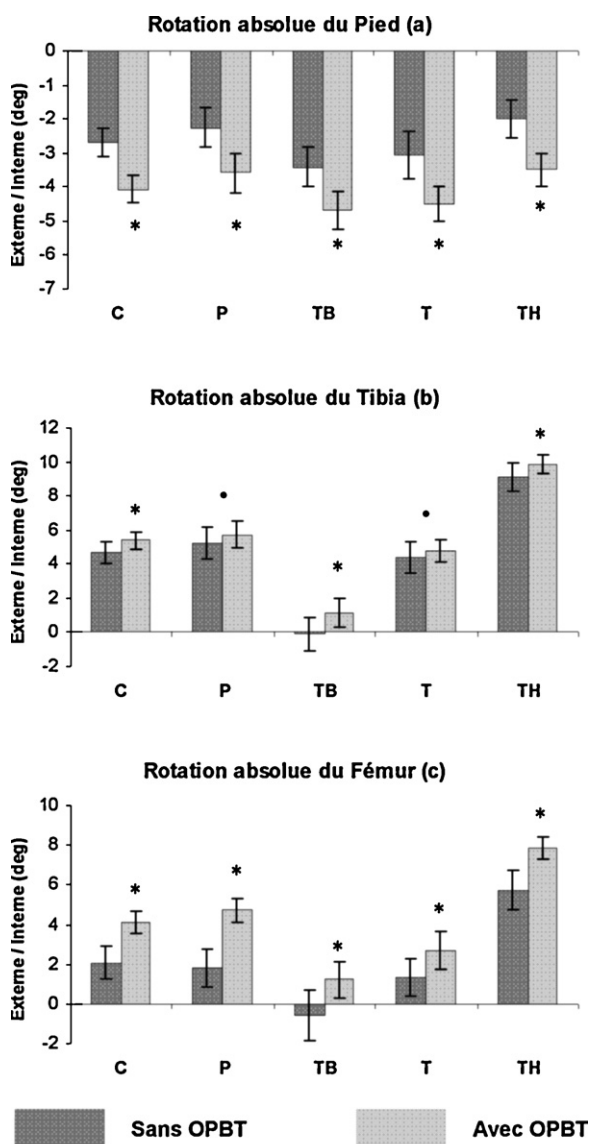 Rotation absolue du Pied (a)
Externe / Interne (deg)
0
-1
-2
-3
-4
-5
-6
-7
* * * * *
C P TB T TH
Rotation absolue du Tibia (b)
Externe / Interne (deg)
12
10
8
6
4
2
0
-2
* • * • *
C P TB T TH
Rotation absolue du Fémur (c)
Externe / Interne (deg)
10
8
6
4
2
0
-2
* * * * *
C P TB T TH
Sans OPBT Avec OPBT